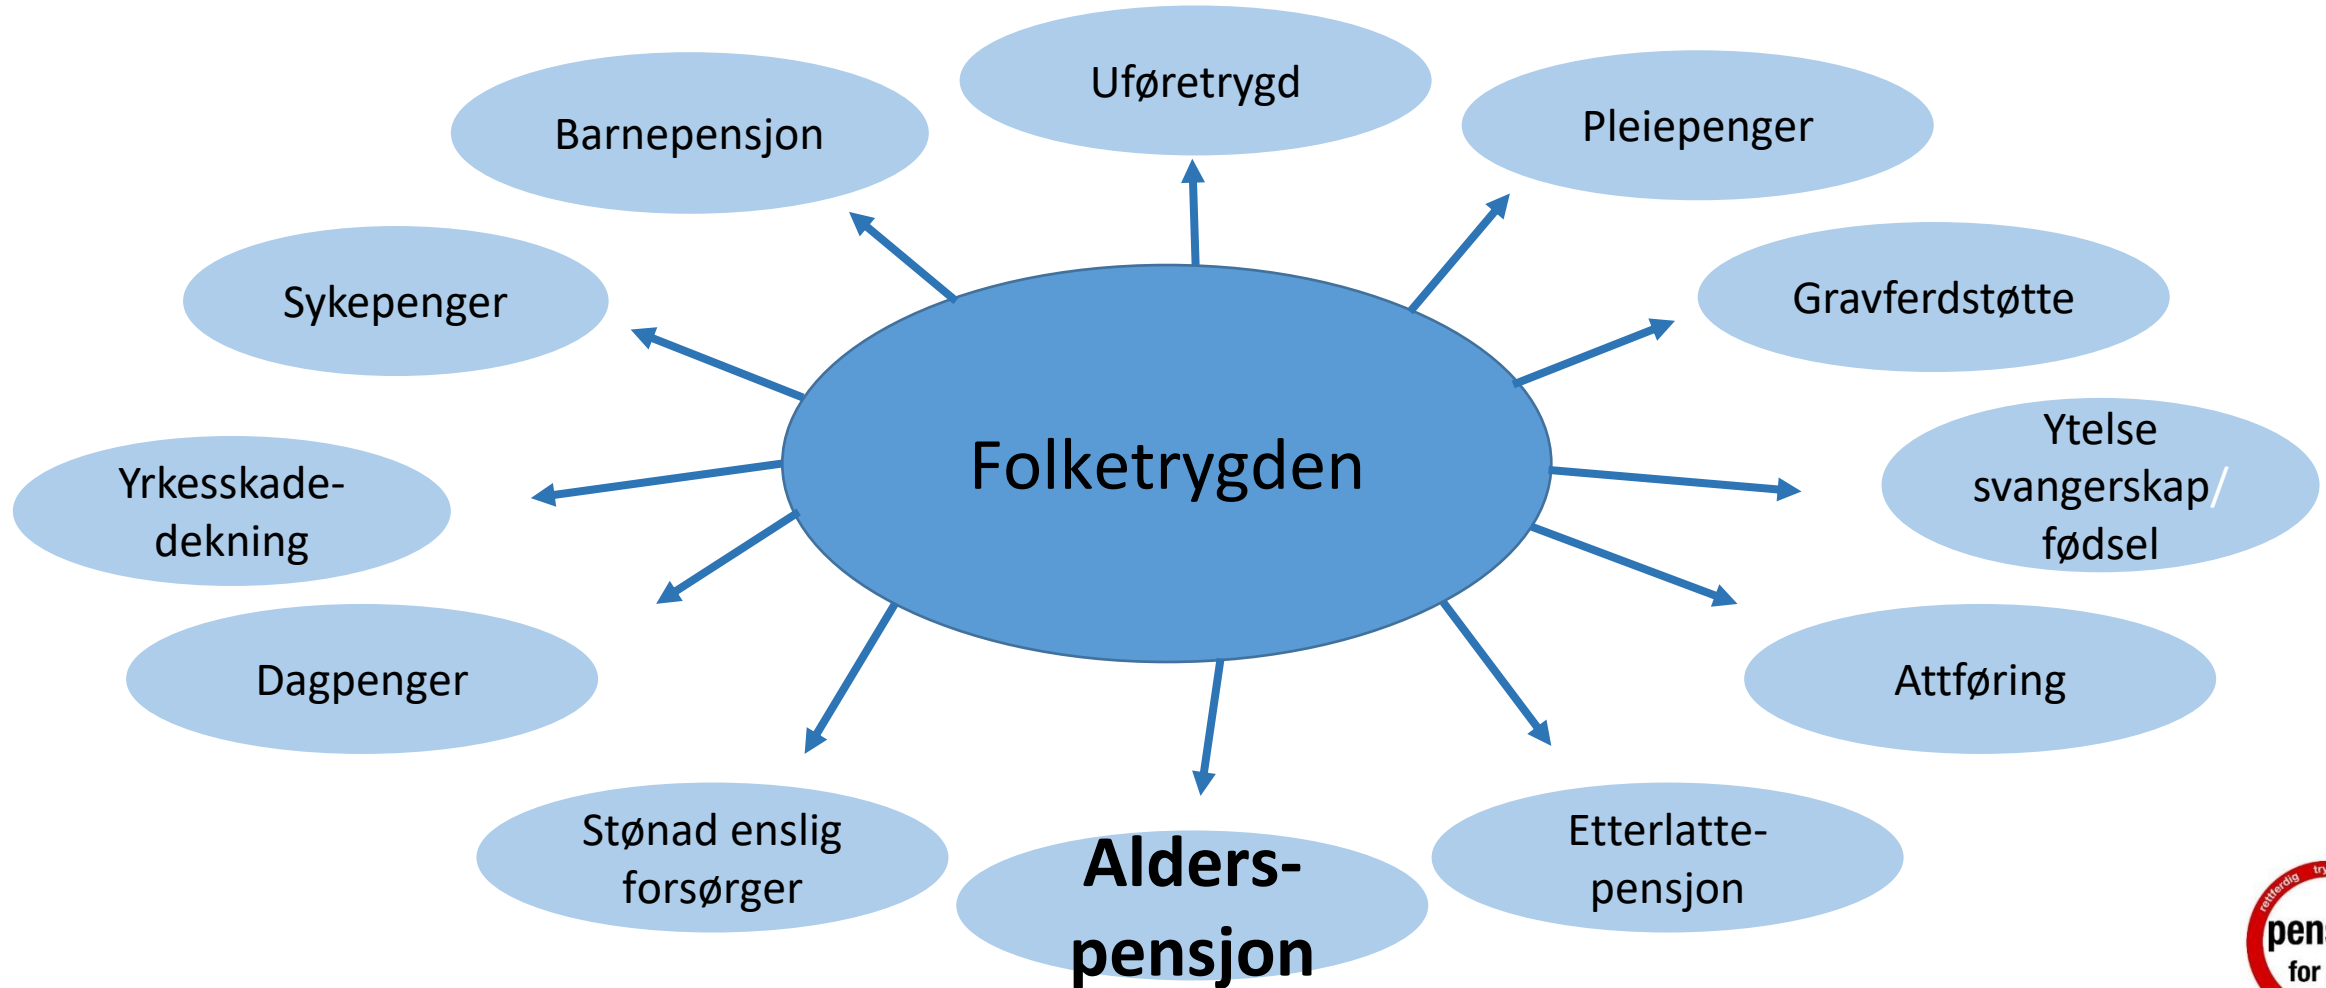 Uføretrygd
Barnepensjon
Pleiepenger
Sykepenger
Gravferdstøtte
Folketrygden
Yrkesskade-
dekning
Ytelse
svangerskap/
fødsel
Dagpenger
Attføring
Stønad enslig
forsørger
Alders-
pensjon
Etterlatte-
pensjon
rettferdig
for